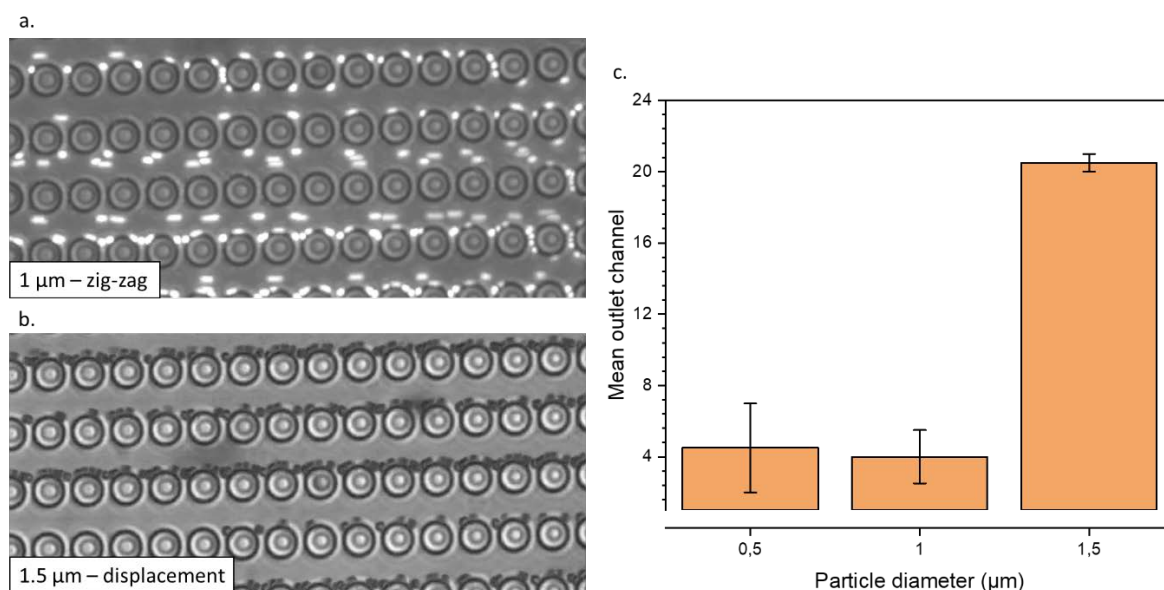 a.
1 µm – zig-zag
b.
1.5 µm – displacement
c.
Mean outlet channel
24
20
16
12
8
4
0,5
1
1,5
Particle diameter (µm)